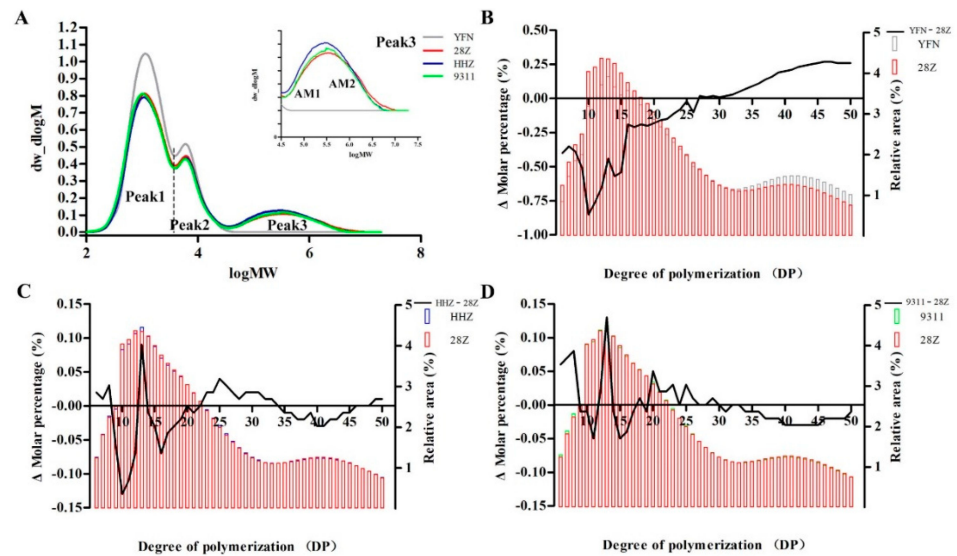 A
1.2
1.1
1.0
0.9
0.8
0.7
0.6
0.5
0.4
0.3
0.2
0.1
0.0
dw_dlogM
2 4 6 8
logMW
Peak1
Peak2
Peak3
Peak3
YFN
28Z
HHZ
9311
dw_dlogM
AM1
AM2
4.5 5.0 5.5 6.0 6.5 7.0 7.5
logMW
B
YFN - 28Z
YFN
28Z
0.50
0.25
0.00
-0.25
-0.50
-0.75
-1.00
Δ Molar percentage (%)
10 15 20 25 30 35 40 45 50
5
4
3
2
1
Relative area (%)
Degree of polymerization （DP）
C
HHZ - 28Z
HHZ
28Z
0.15
0.10
0.05
-0.00
-0.05
-0.10
-0.15
Δ Molar percentage (%)
10 15 20 25 30 35 40 45 50
5
4
3
2
1
Relative area (%)
Degree of polymerization （DP）
D
9311 - 28Z
9311
28Z
0.15
0.10
0.05
-0.00
-0.05
-0.10
-0.15
Δ Molar percentage (%)
10 15 20 25 30 35 40 45 50
5
4
3
2
1
Relative area (%)
Degree of polymerization （DP）